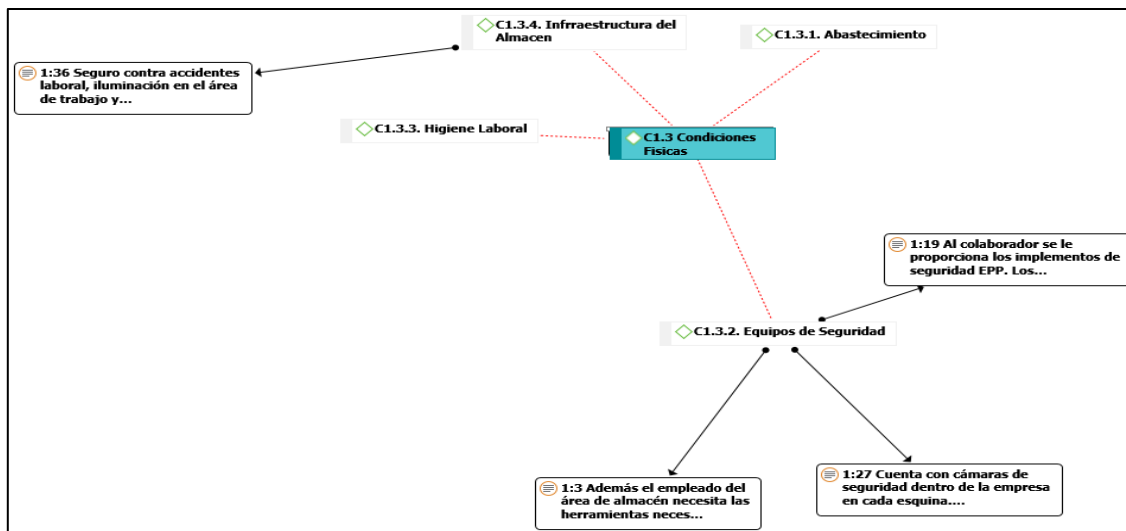 C1.3.4. Infrraestructura del
Almacen
C1.3.1. Abastecimiento
1:36 Seguro contra accidentes
laboral, iluminación en el área
de trabajo y...
C1.3.3. Higiene Laboral
C1.3 Condiciones
Fisicas
1:19 Al colaborador se le
proporciona los implementos de
seguridad EPP. Los...
C1.3.2. Equipos de Seguridad
1:3 Además el empleado del
área de almacén necesita las
herramientas neces...
1:27 Cuenta con cámaras de
seguridad dentro de la empresa
en cada esquina....